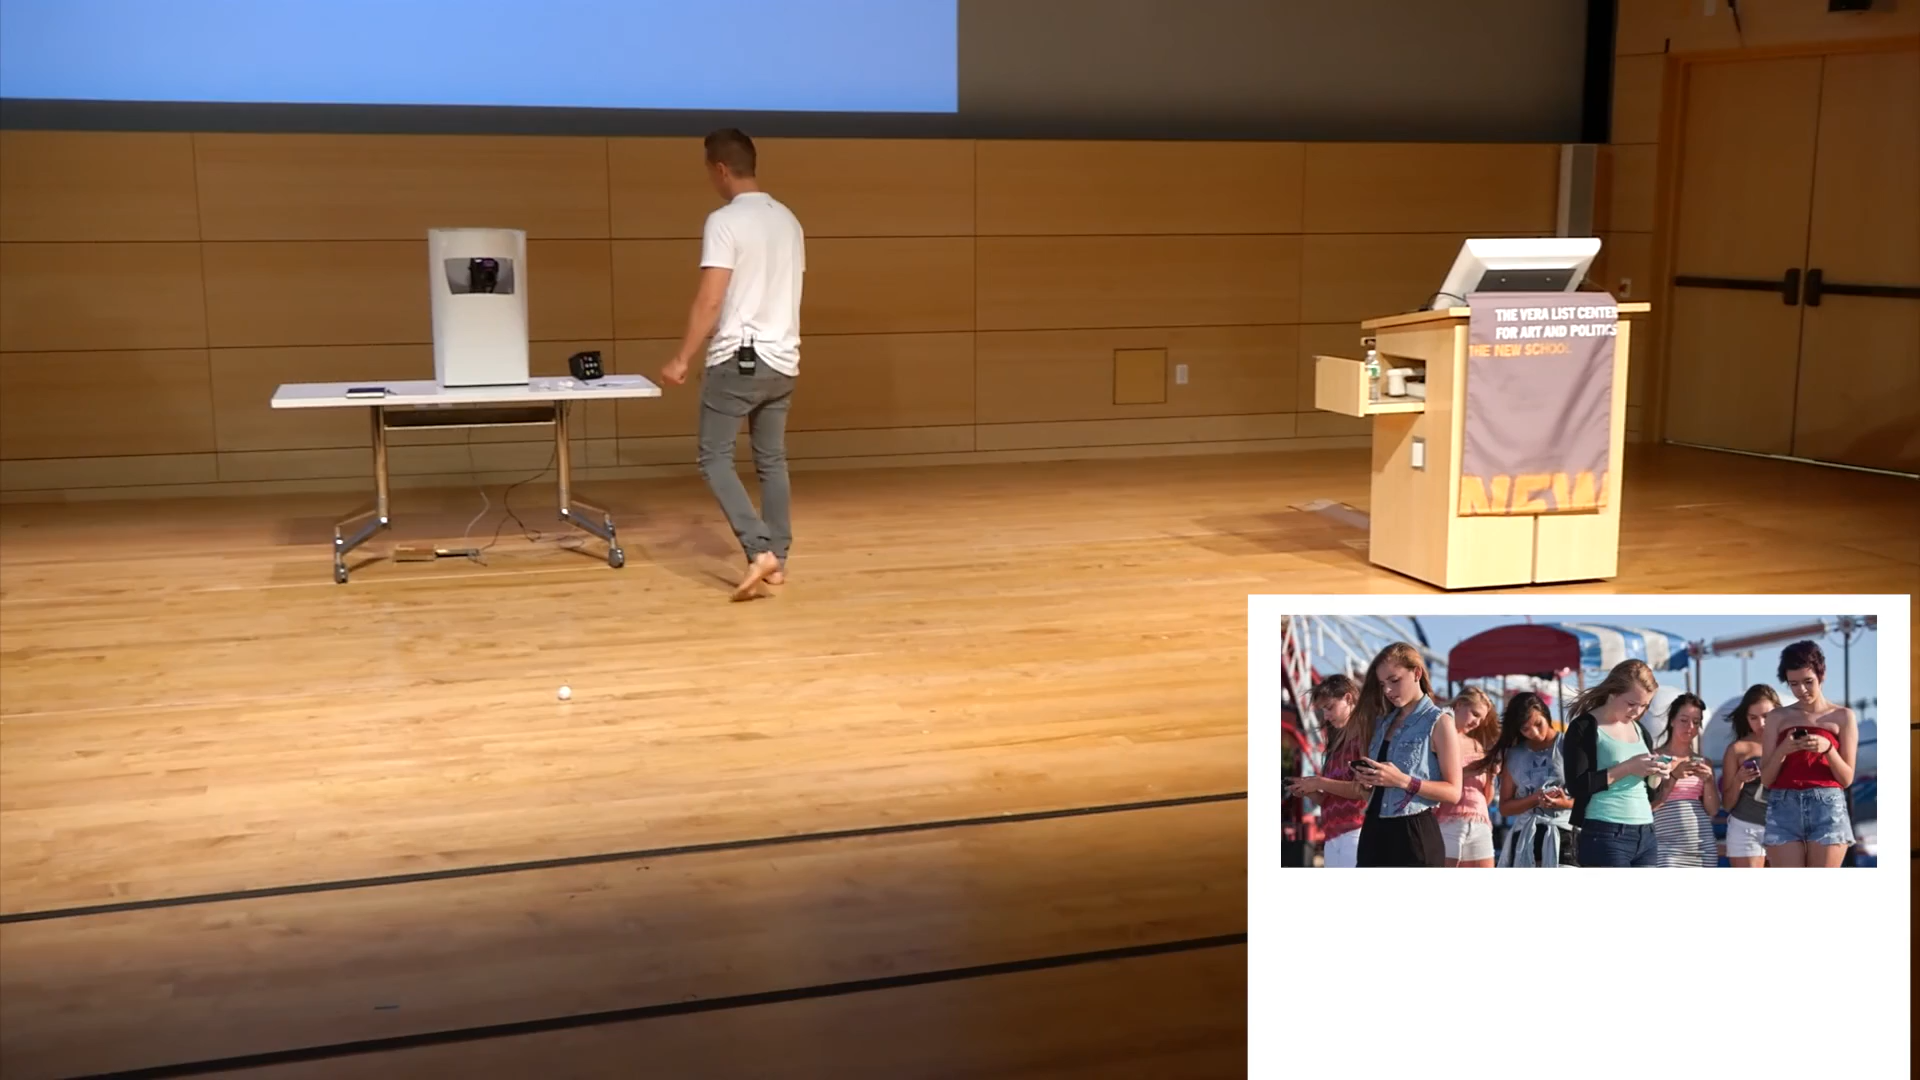 THE VERA LIST CENTER
FOR ART AND POLITICS
THE NEW SCHOOL
NEW